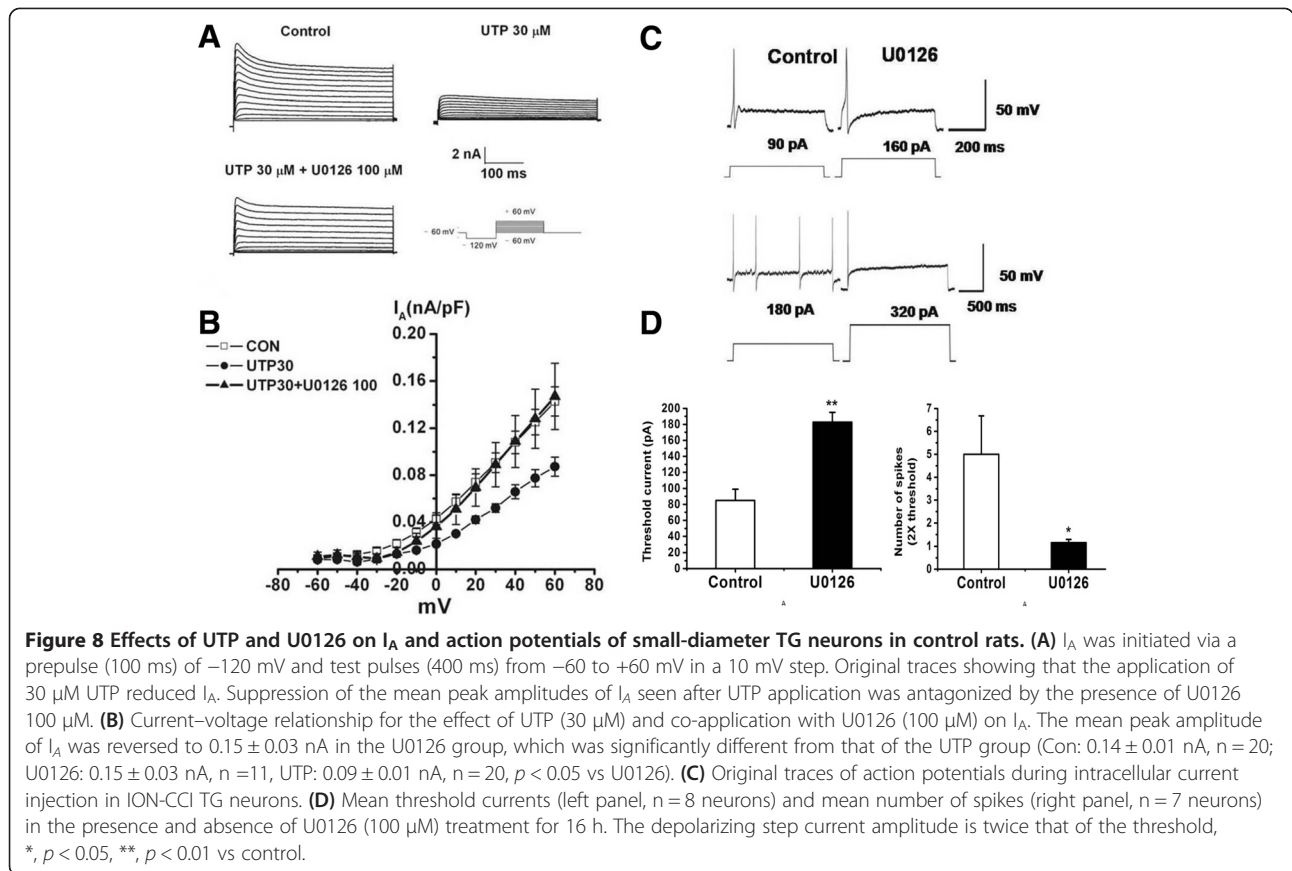 A
Control
UTP 30 μM
2 nA
100 ms
UTP 30 μM + U0126 100 μM
+ 60 mV
− 60 mV
− 120 mV
− 60 mV
B
I_A(nA/pF)
0.20
0.16
0.12
0.08
0.04
0.00
CON
UTP30
UTP30+U0126 100
-80 -60 -40 -20 0 20 40 60 80
mV
C
Control U0126
50 mV
200 ms
90 pA 160 pA
50 mV
500 ms
180 pA 320 pA
D
Threshold current (pA)
200
190
180
160
140
120
100
80
60
40
20
0
**
Control U0126
A
Number of spikes
(2X threshold)
7
6
5
4
3
2
1
0
*
Control U0126
A
Figure 8 Effects of UTP and U0126 on I_A and action potentials of small-diameter TG neurons in control rats. (A) I_A was initiated via a
prepulse (100 ms) of −120 mV and test pulses (400 ms) from −60 to +60 mV in a 10 mV step. Original traces showing that the application of
30 μM UTP reduced I_A. Suppression of the mean peak amplitudes of I_A seen after UTP application was antagonized by the presence of U0126
100 μM. (B) Current–voltage relationship for the effect of UTP (30 μM) and co-application with U0126 (100 μM) on I_A. The mean peak amplitude
of I_A was reversed to 0.15 ± 0.03 nA in the U0126 group, which was significantly different from that of the UTP group (Con: 0.14 ± 0.01 nA, n = 20;
U0126: 0.15 ± 0.03 nA, n =11, UTP: 0.09 ± 0.01 nA, n = 20, p < 0.05 vs U0126). (C) Original traces of action potentials during intracellular current
injection in ION-CCI TG neurons. (D) Mean threshold currents (left panel, n = 8 neurons) and mean number of spikes (right panel, n = 7 neurons)
in the presence and absence of U0126 (100 μM) treatment for 16 h. The depolarizing step current amplitude is twice that of the threshold,
*, p < 0.05, **, p < 0.01 vs control.